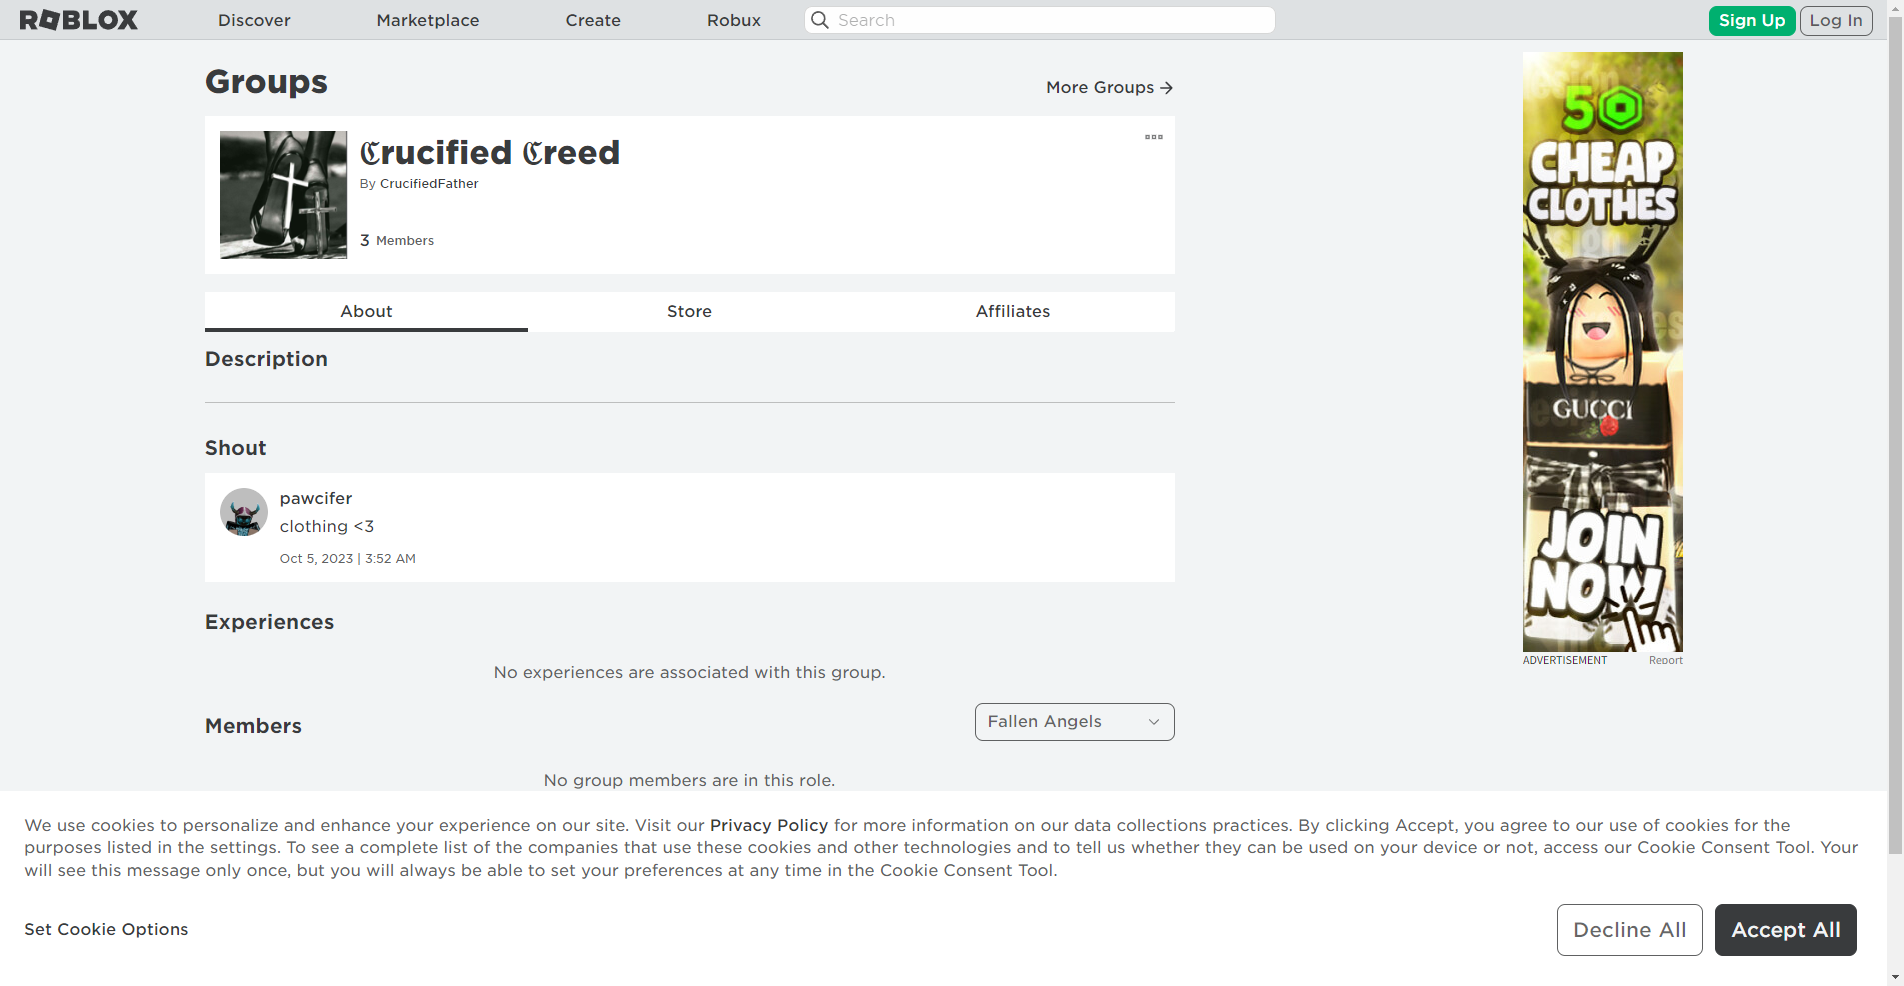 ROBLOX Discover Marketplace Create Robux Search Sign Up Log In
Groups
More Groups
ℭrucified ℭreed
By CrucifiedFather
3 Members
About Store Affiliates
Description
Shout
pawcifer
clothing <3
Oct 5, 2023 | 3:52 AM
Experiences
No experiences are associated with this group.
Members
Fallen Angels
No group members are in this role.
50
CHEAP
CLOTHES
GUCCI
JOIN
NOW
ADVERTISEMENT Report
We use cookies to personalize and enhance your experience on our site. Visit our Privacy Policy for more information on our data collections practices. By clicking Accept, you agree to our use of cookies for the
purposes listed in the settings. To see a complete list of the companies that use these cookies and other technologies and to tell us whether they can be used on your device or not, access our Cookie Consent Tool. Your
will see this message only once, but you will always be able to set your preferences at any time in the Cookie Consent Tool.
Set Cookie Options
Decline All
Accept All